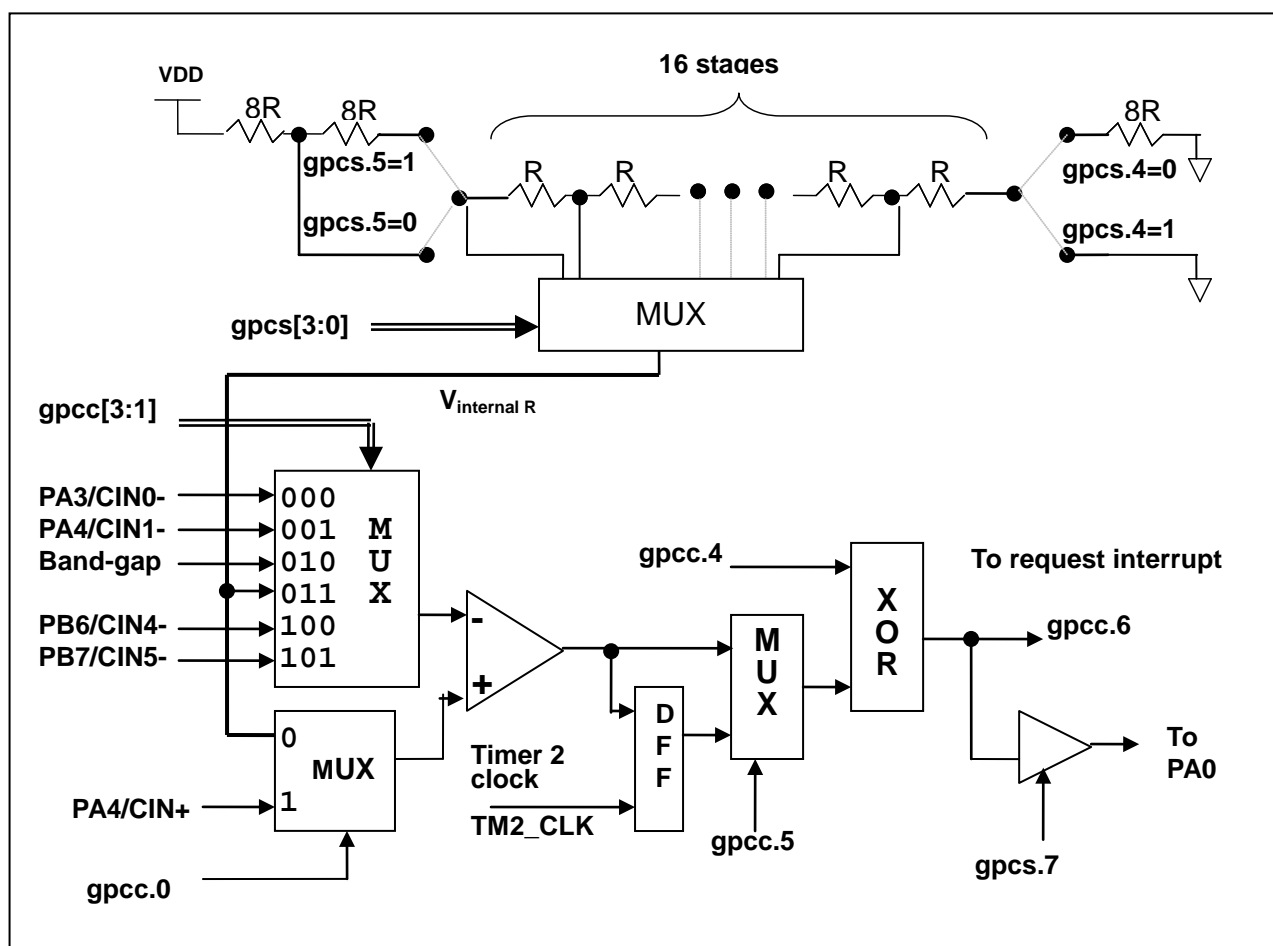 16 stages
VDD
8R
8R
8R
gpcs.5=1
R
R
R
R
gpcs.4=0
gpcs.5=0
gpcs.4=1
MUX
gpcs[3:0]
Vinternal R
gpcc[3:1]
PA3/CIN0-
000
PA4/CIN1-
001
Band-gap
010
011
PB6/CIN4-
100
PB7/CIN5-
101
M
U
X
-
+
gpcc.4
To request interrupt
X
O
R
gpcc.6
M
U
X
D
F
F
0
MUX
1
Timer 2
clock
TM2_CLK
To
PA0
PA4/CIN+
gpcc.5
gpcs.7
gpcc.0